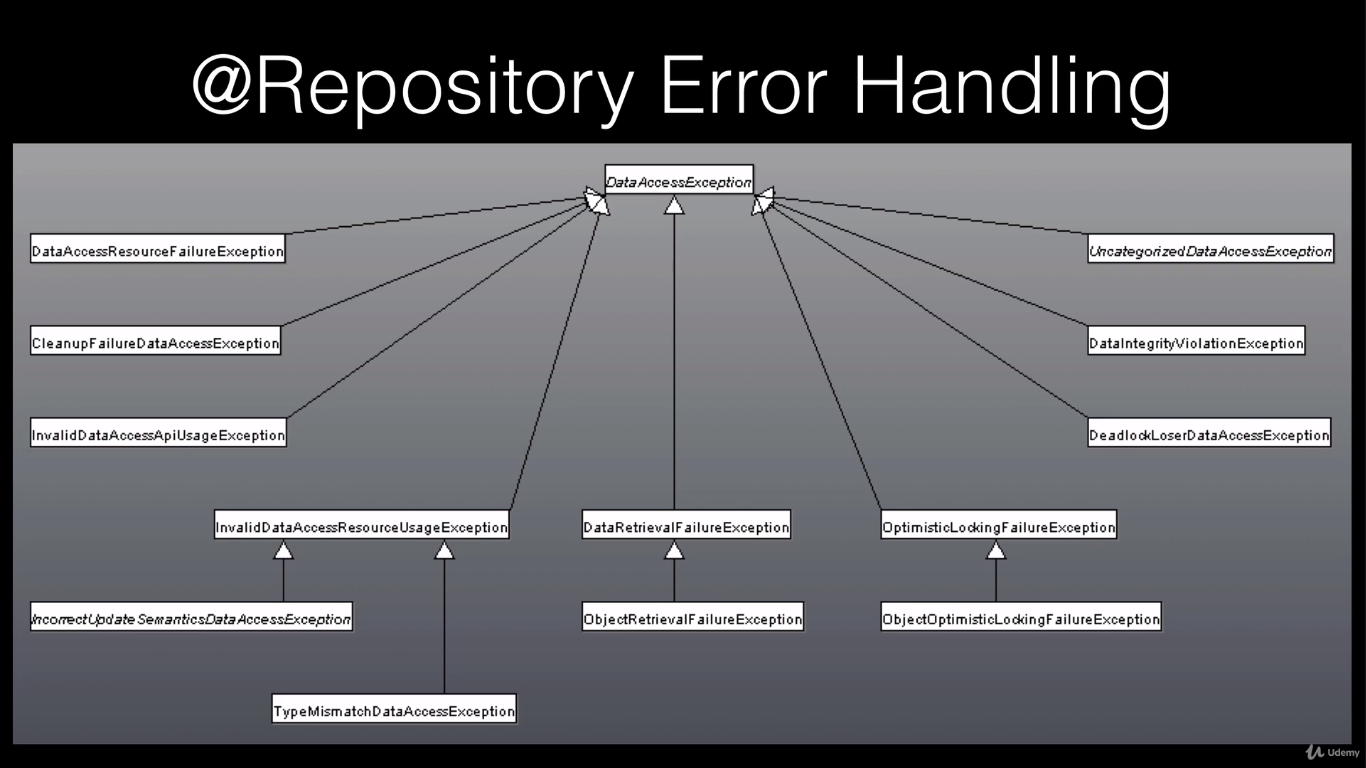 @Repository Error Handling
DataAccessException
DataAccessResourceFailureException
UncategorizedDataAccessException
CleanupFailureDataAccessException
DataIntegrityViolationException
InvalidDataAccessApiUsageException
DeadlockLoserDataAccessException
InvalidDataAccessResourceUsageException
DataRetrievalFailureException
OptimisticLockingFailureException
IncorrectUpdateSemanticsDataAccessException
ObjectRetrievalFailureException
ObjectOptimisticLockingFailureException
TypeMismatchDataAccessException
Udemy